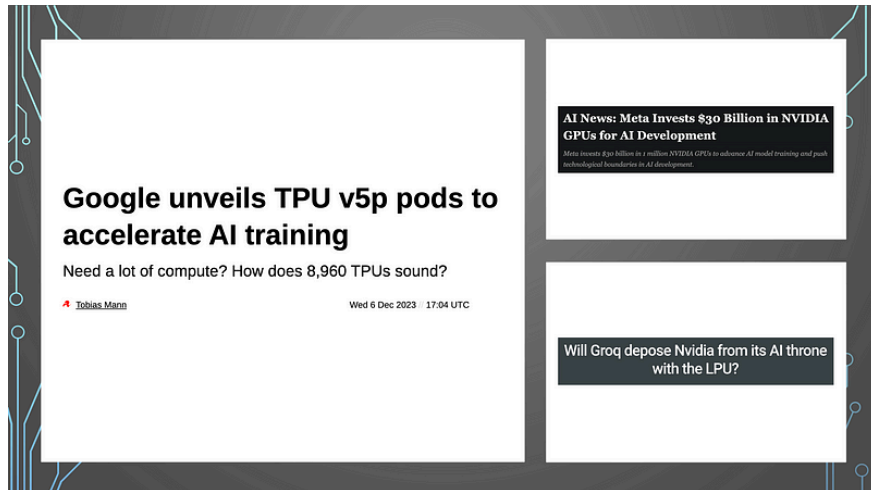 Google unveils TPU v5p pods to
accelerate AI training
Need a lot of compute? How does 8,960 TPUs sound?
Tobias Mann
Wed 6 Dec 2023 / 17:04 UTC
AI News: Meta Invests $30 Billion in NVIDIA
GPUs for AI Development
Meta invests $30 billion in 1 million NVIDIA GPUs to advance AI model training and push
technological boundaries in AI development.
Will Groq depose Nvidia from its AI throne
with the LPU?